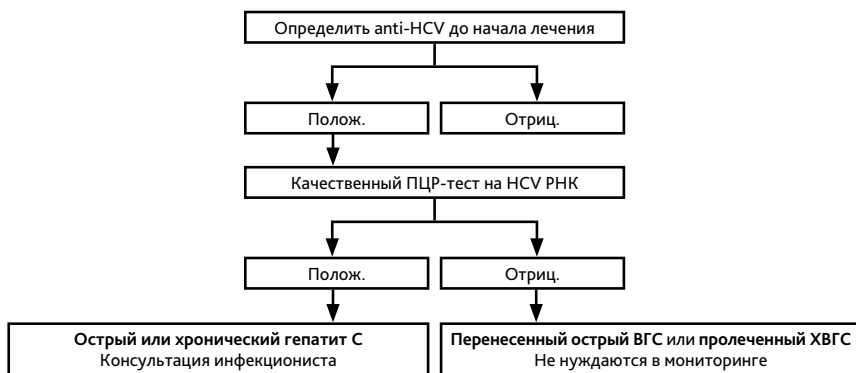 Определить anti-HCV до начала лечения
Полож.
Отриц.
Качественный ПЦР-тест на HCV РНК
Полож.
Отриц.
Острый или хронический гепатит С
Консультация инфекциониста
Перенесенный острый ВГС или пролеченный ХВГС
Не нуждаются в мониторинге